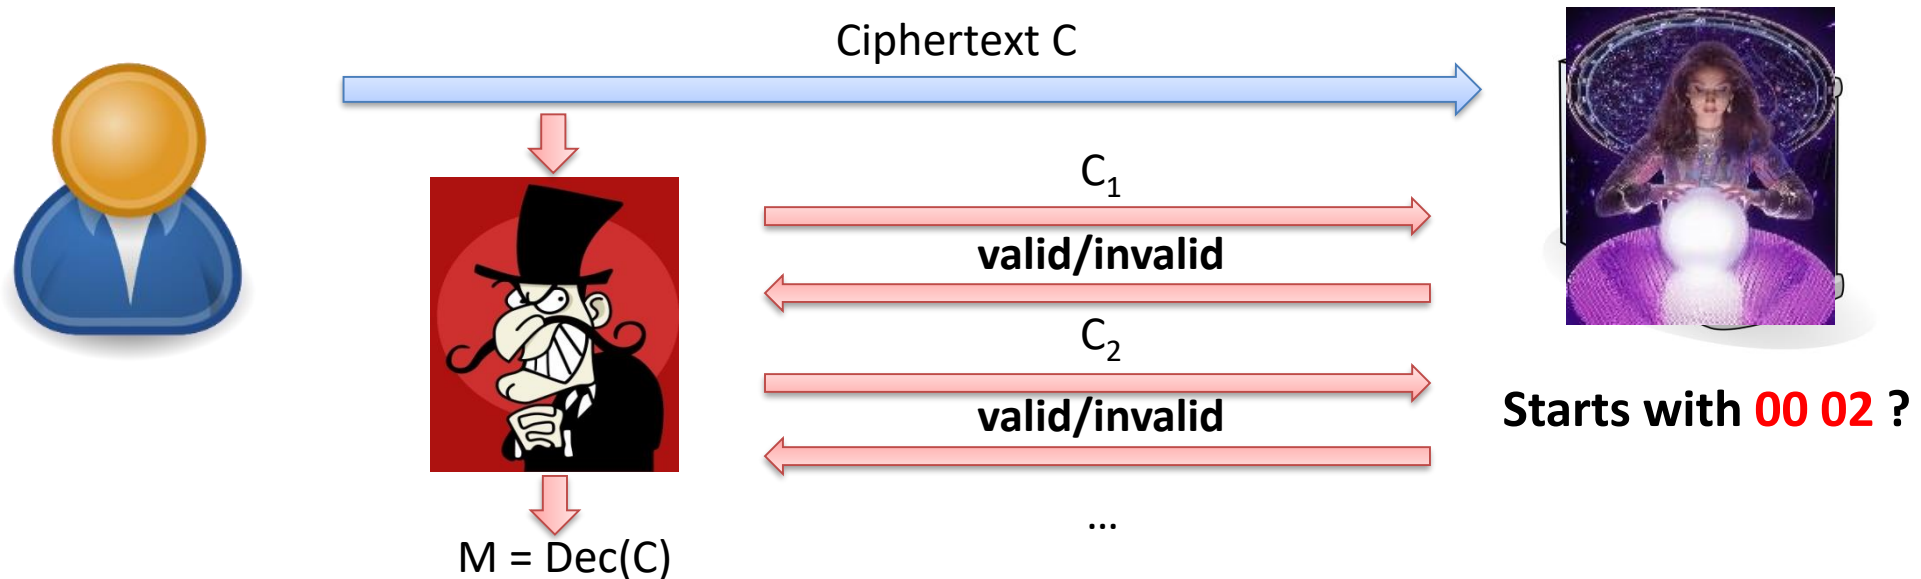 Ciphertext C
C₁
valid/invalid
C₂
valid/invalid
Starts with 00 02 ?
...
M = Dec(C)